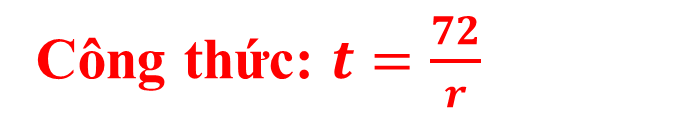 Công thức: t = 72/r